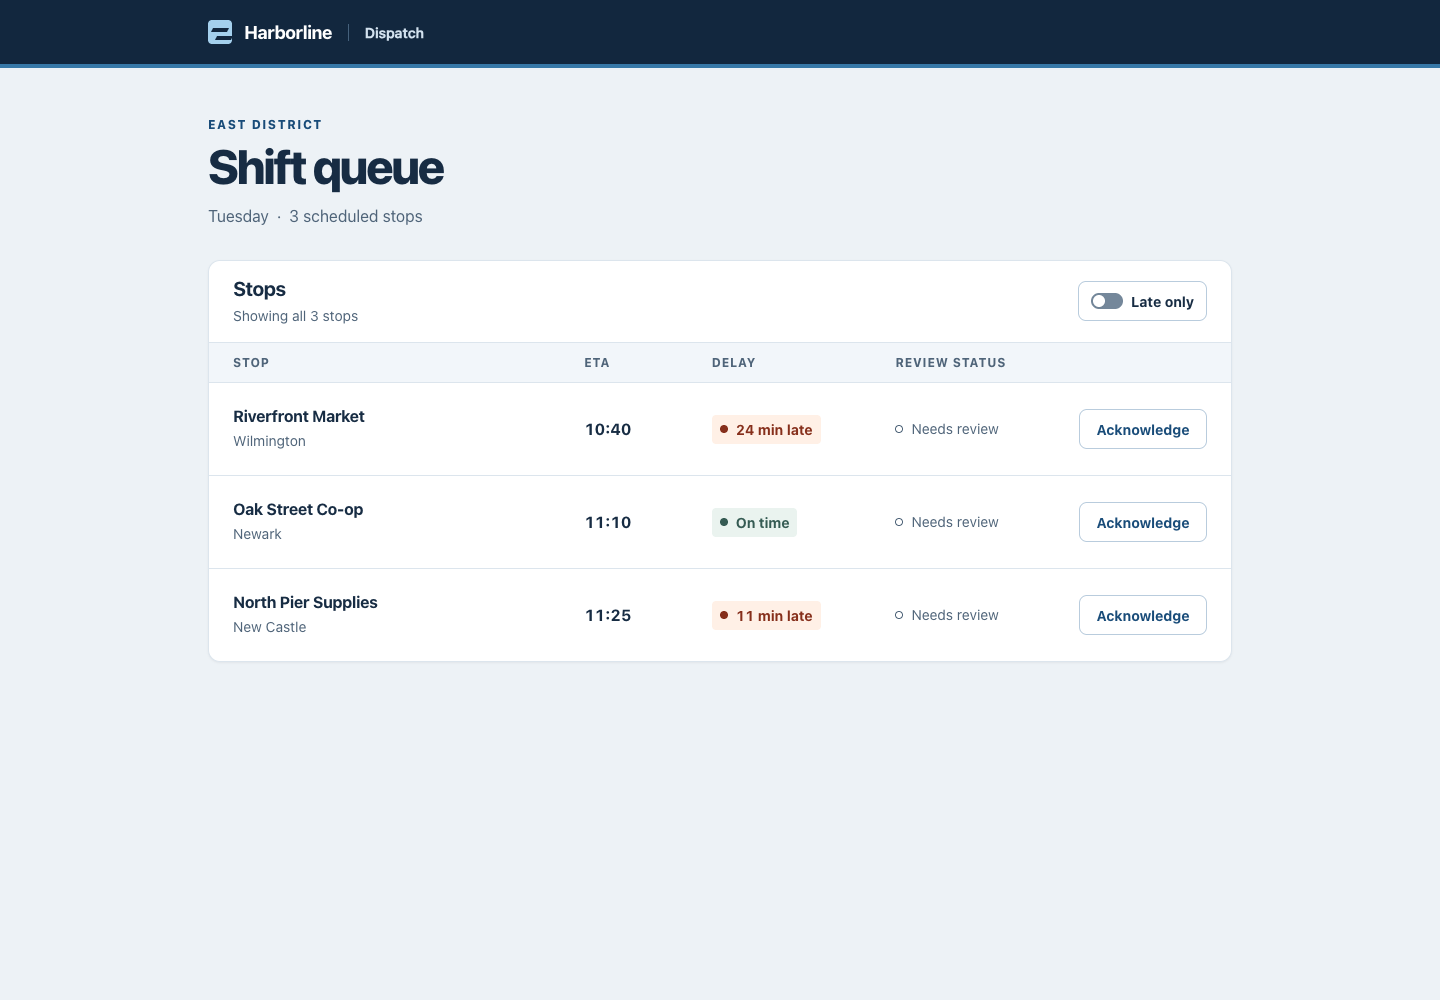 Harborline
Dispatch
EAST DISTRICT
Shift queue
Tuesday · 3 scheduled stops
Stops
Showing all 3 stops
Late only
STOP ETA DELAY REVIEW STATUS
Riverfront Market
Wilmington
10:40
24 min late
Needs review
Acknowledge
Oak Street Co-op
Newark
11:10
On time
Needs review
Acknowledge
North Pier Supplies
New Castle
11:25
11 min late
Needs review
Acknowledge